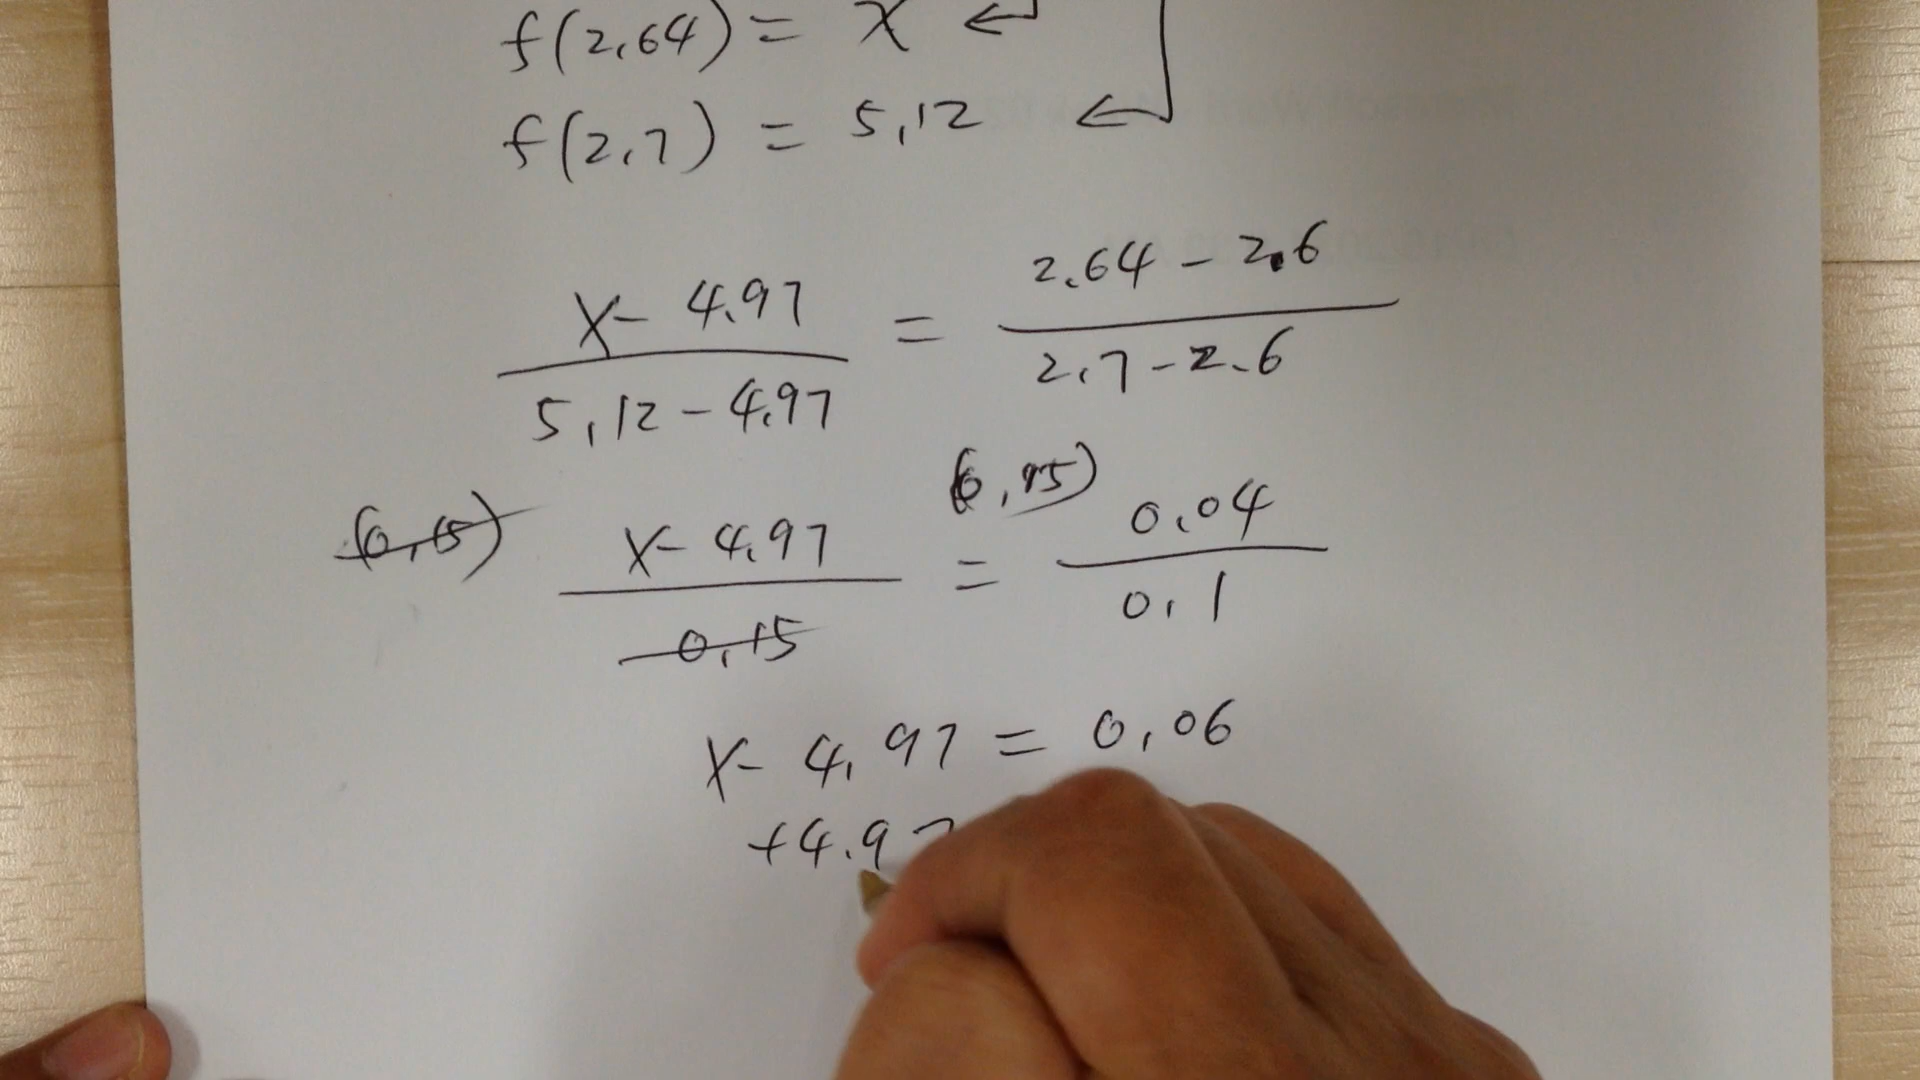 f(2.64) = x
f(2.7) = 5.12
x - 4.97 = 2.64 - 2.6
5.12 - 4.97 2.7 - 2.6
(0.15) x - 4.97 = (0.15) 0.04
0.15 0.1
x - 4.97 = 0.06
+4.97